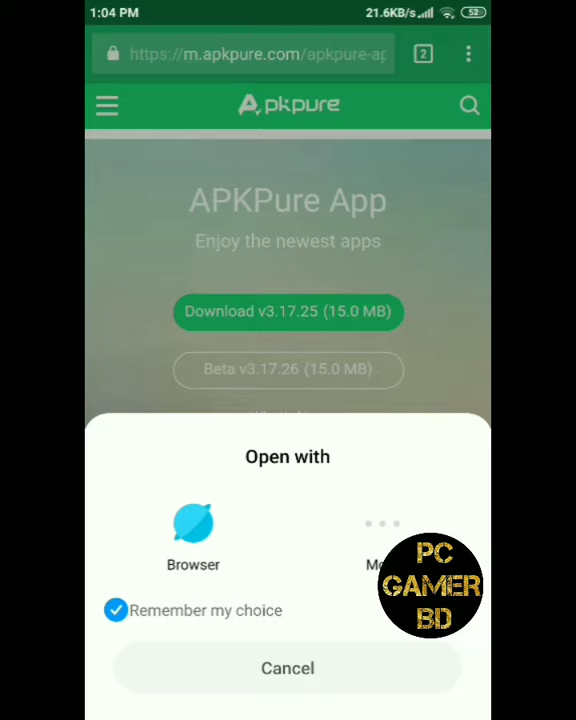 1:04 PM 21.6KB/s 52
https://m.apkpure.com/apkpure-ap
2
Apkpure
APKPure App
Enjoy the newest apps
Download v3.17.25 (15.0 MB)
Beta v3.17.26 (15.0 MB)
Open with
Browser
PC
GAMER
BD
Remember my choice
Cancel